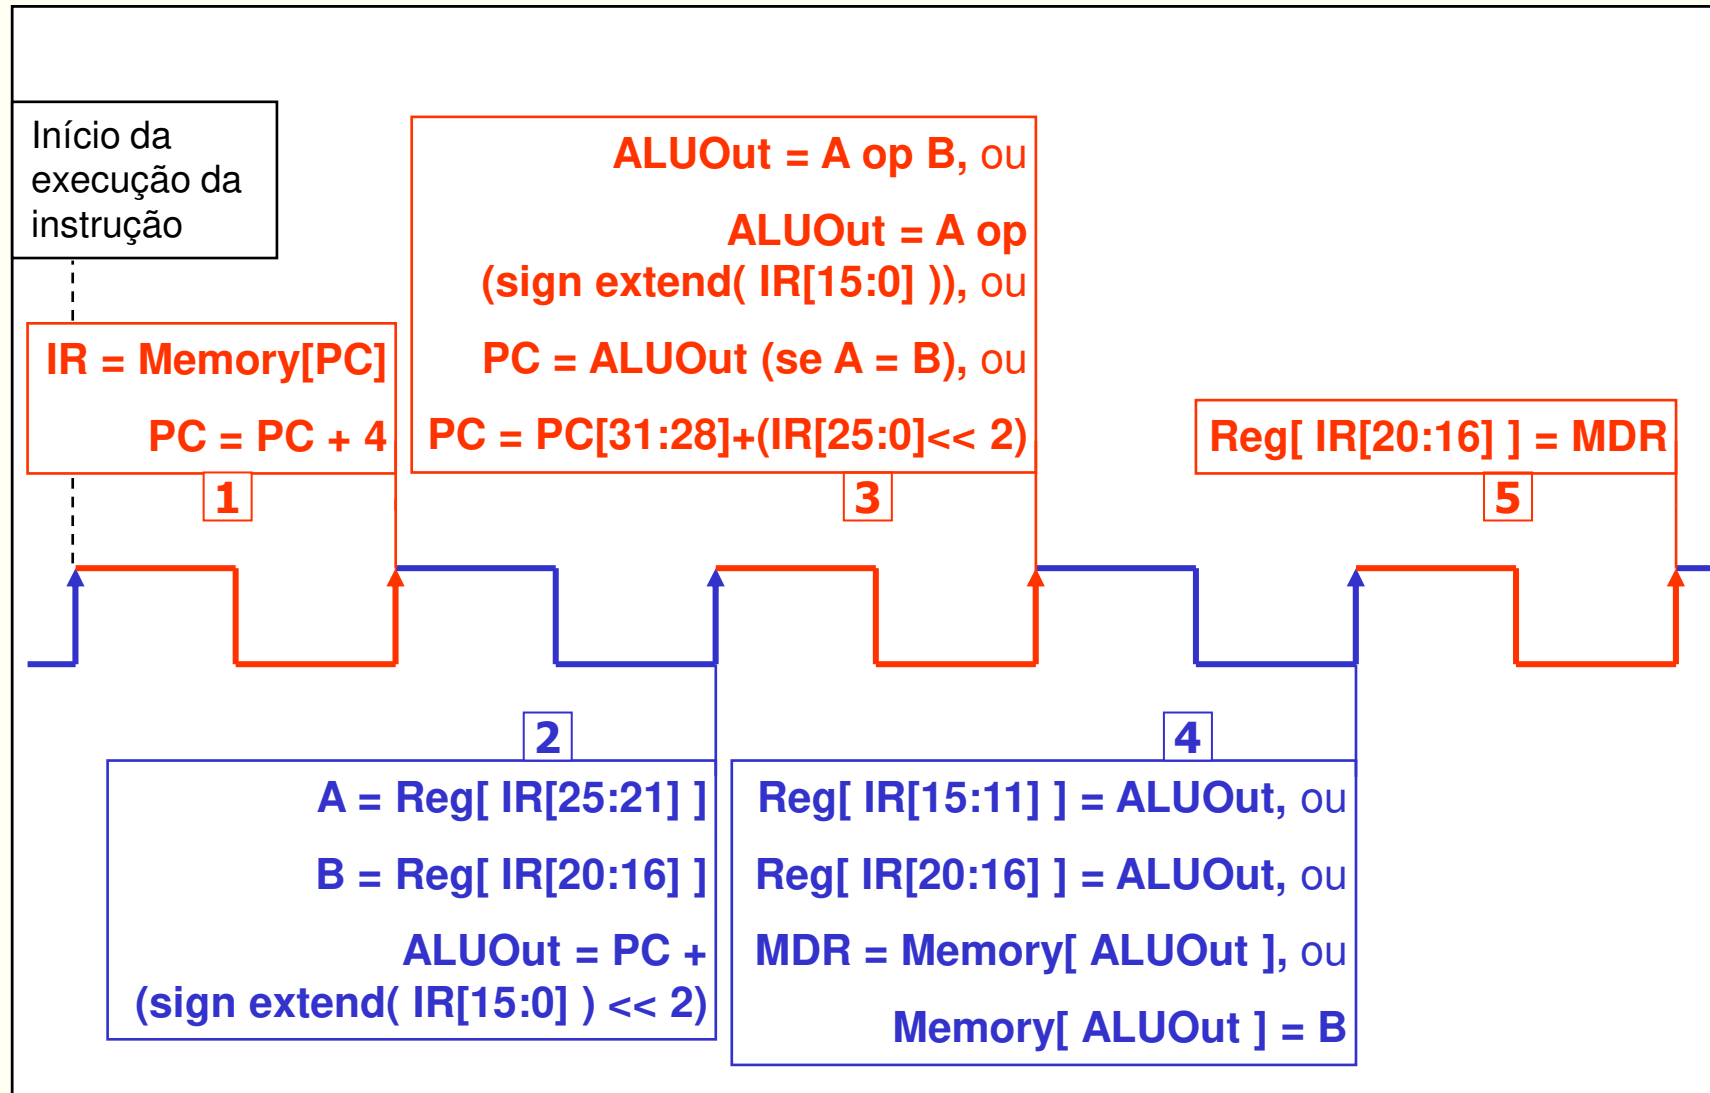 Início da
execução da
instrução
IR = Memory[PC]
PC = PC + 4
1
ALUOut = A op B, ou
ALUOut = A op
(sign extend( IR[15:0] )), ou
PC = ALUOut (se A = B), ou
PC = PC[31:28]+(IR[25:0]<< 2)
3
Reg[ IR[20:16] ] = MDR
5
2
A = Reg[ IR[25:21] ]
B = Reg[ IR[20:16] ]
ALUOut = PC +
(sign extend( IR[15:0] ) << 2)
4
Reg[ IR[15:11] ] = ALUOut, ou
Reg[ IR[20:16] ] = ALUOut, ou
MDR = Memory[ ALUOut ], ou
Memory[ ALUOut ] = B